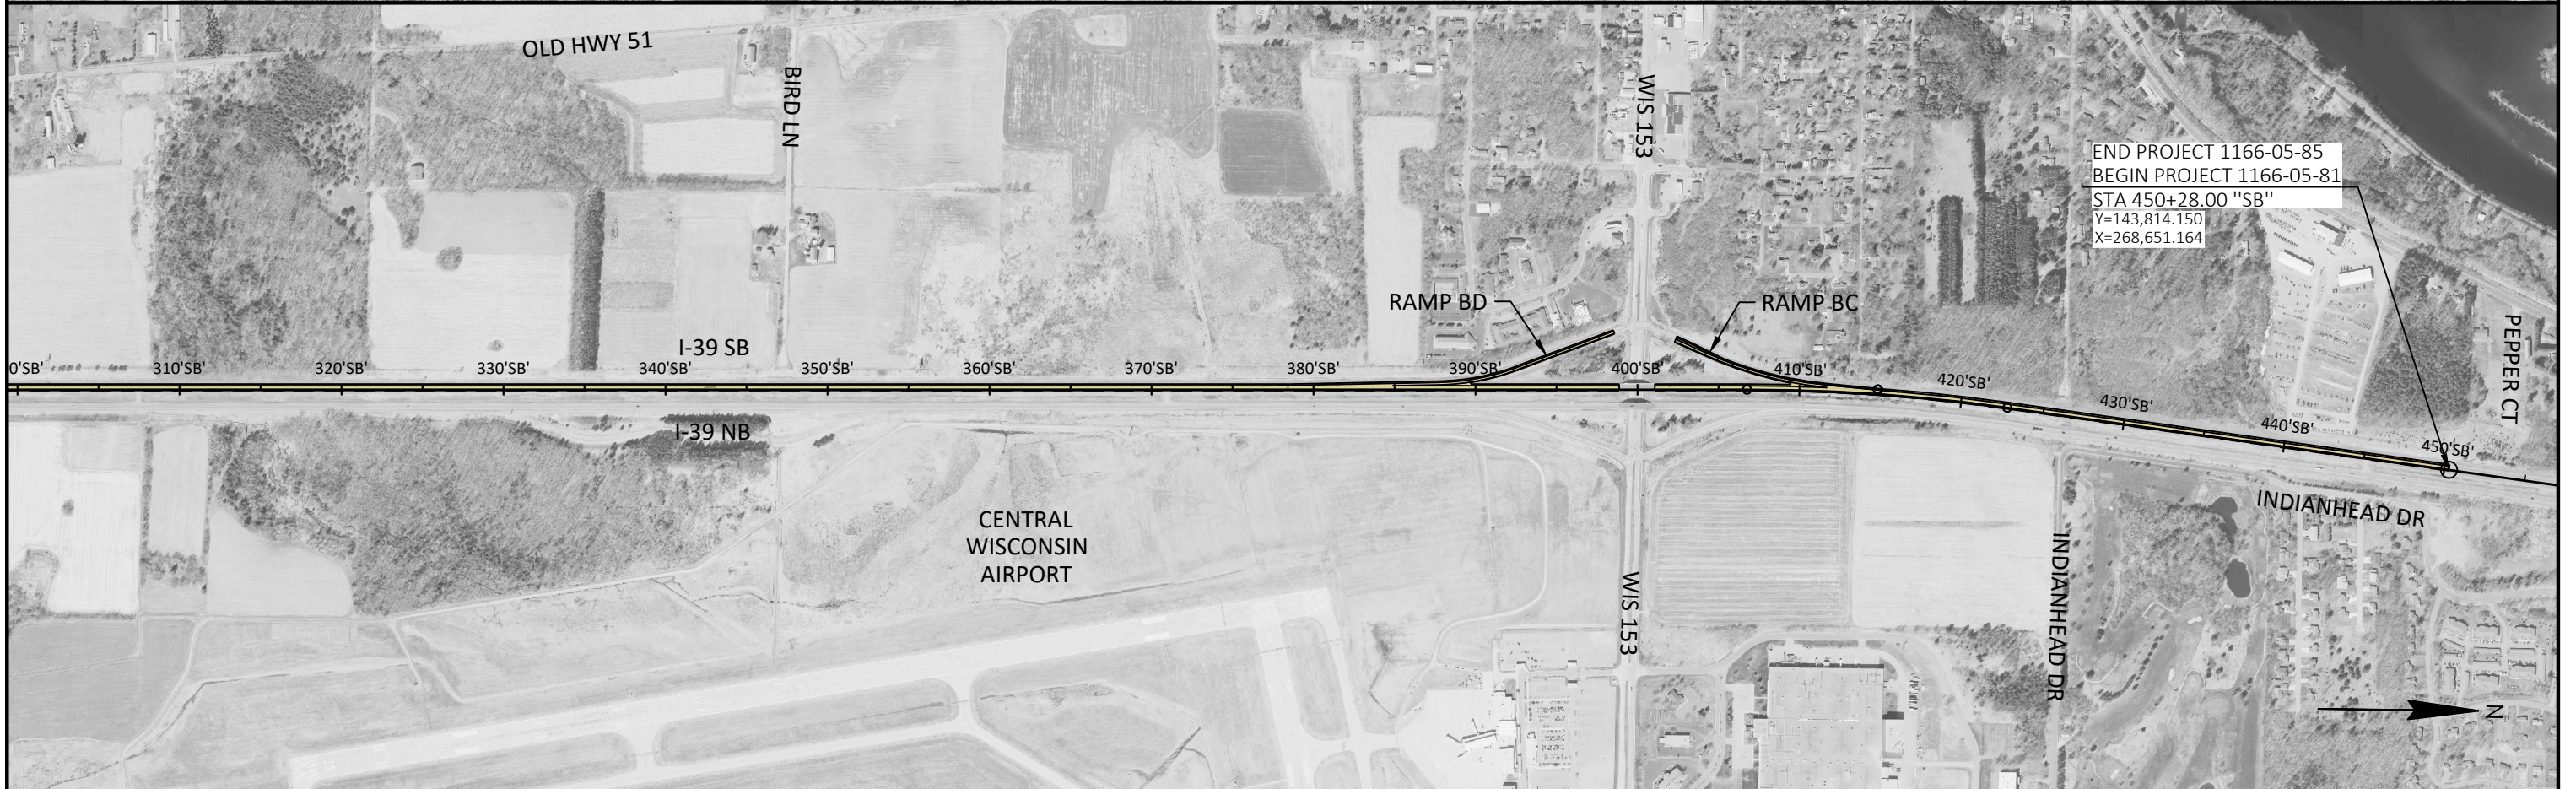 OLD HWY 51
BIRD LN
WIS 153
END PROJECT 1166-05-85
BEGIN PROJECT 1166-05-81
STA 450+28.00 "SB"
Y=143,814.150
X=268,651.164
RAMP BD
RAMP BC
PEPPER CT
I-39 SB
0'SB'
310'SB'
320'SB'
330'SB'
340'SB'
350'SB'
360'SB'
370'SB'
380'SB'
390'SB'
400'SB'
410'SB'
420'SB'
430'SB'
440'SB'
450'SB'
I-39 NB
CENTRAL
WISCONSIN
AIRPORT
WIS 153
INDIANHEAD DR
INDIANHEAD DR
N